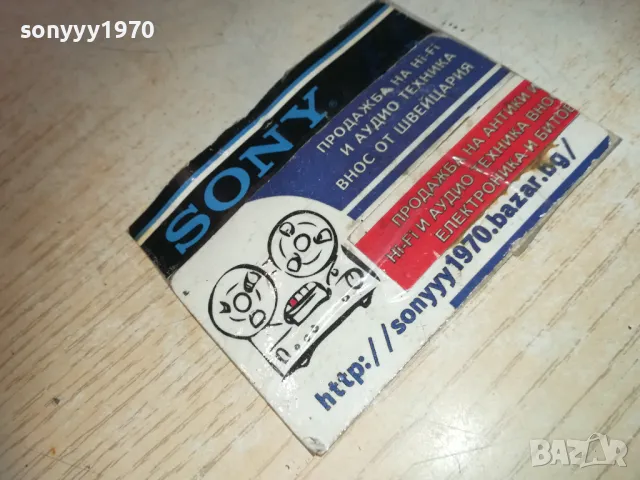 sonyyy1970
SONY
ПРОДАЖБА НА Hi-Fi
И АУДИО ТЕХНИКА
ВНОС ОТ ШВЕЙЦАРИЯ
ПРОДАЖБА НА АНТИКИ И
Hi-Fi И АУДИО ТЕХНИКА ВНОС
ЕЛЕКТРОНИКА И БИТОВ
http://sonyyy1970.bazar.bg/
BAZAR
bg